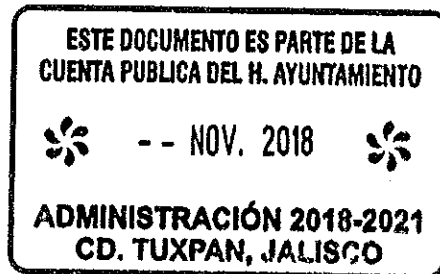 ESTE DOCUMENTO ES PARTE DE LA
CUENTA PUBLICA DEL H. AYUNTAMIENTO
-- NOV. 2018
ADMINISTRACIÓN 2018-2021
CD. TUXPAN, JALISCO